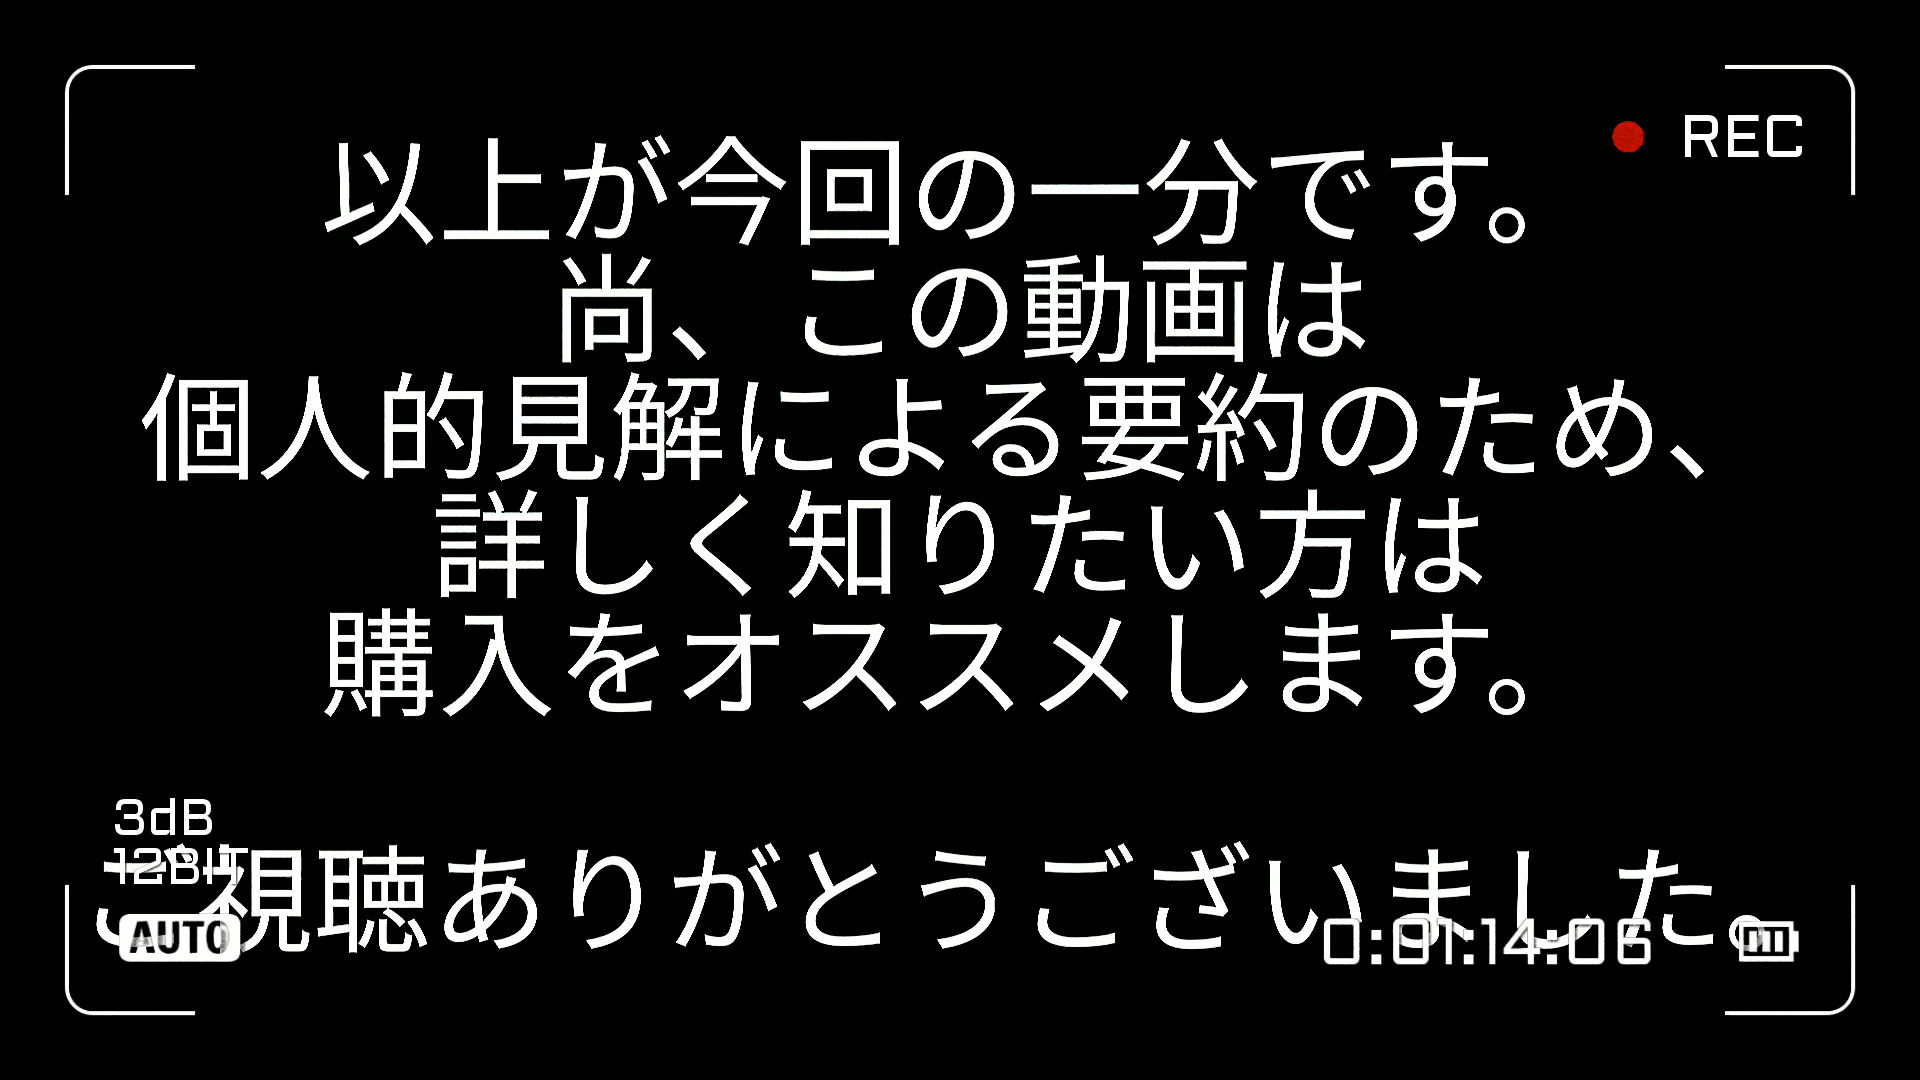 REC
以上が今回の一分です。
尚、この動画は
個人的見解による要約のため、
詳しく知りたい方は
購入をオススメします。
3dB
12BIT
ご視聴ありがとうございました。
AUTO
0:01:14:06